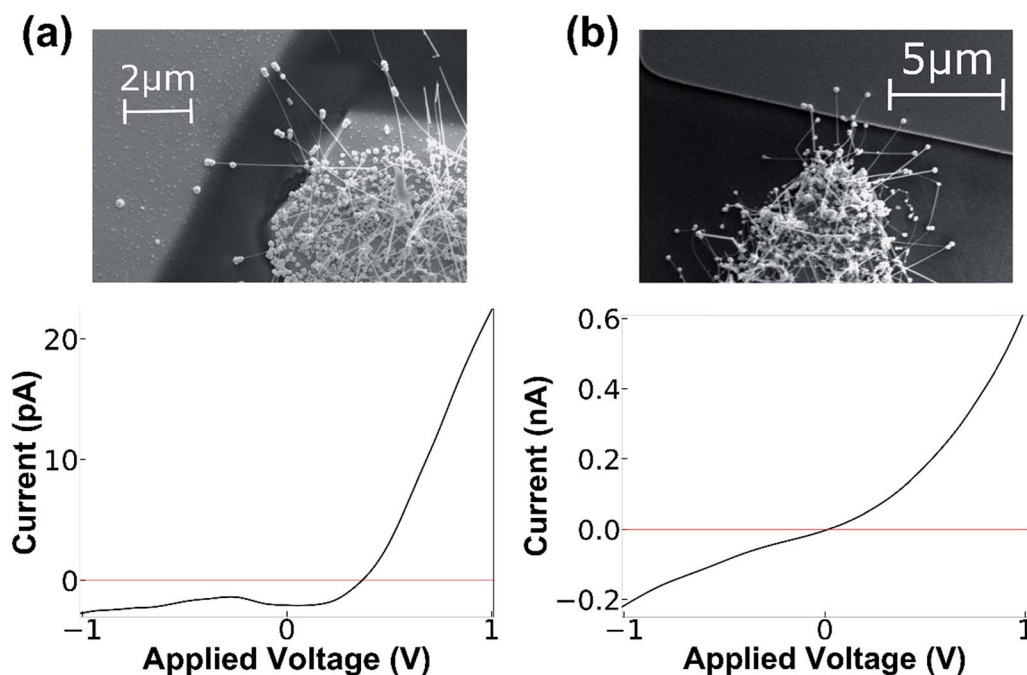 (a)
2μm
(b)
5μm
20
10
0
−1
0
1
Current (pA)
Applied Voltage (V)
0.6
0.4
0.2
0.0
−0.2
−1
0
1
Current (nA)
Applied Voltage (V)